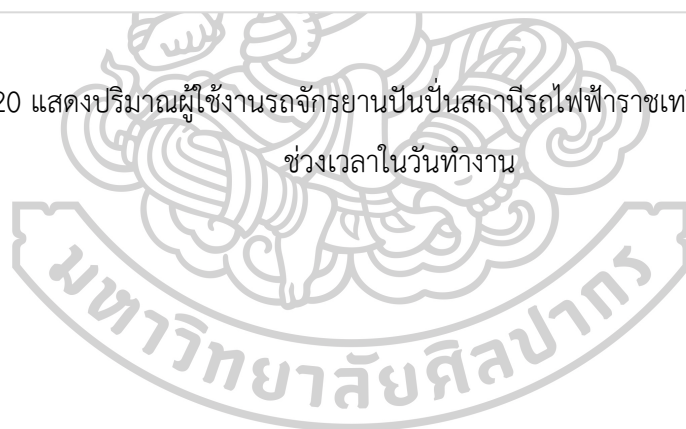 20 แสดงปริมาณผู้ใช้งานรถจักรยานปันปั่นสถานีรถไฟฟ้าราชเท
ช่วงเวลาในวันทำงาน
มหาวิทยาลัยศิลปากร